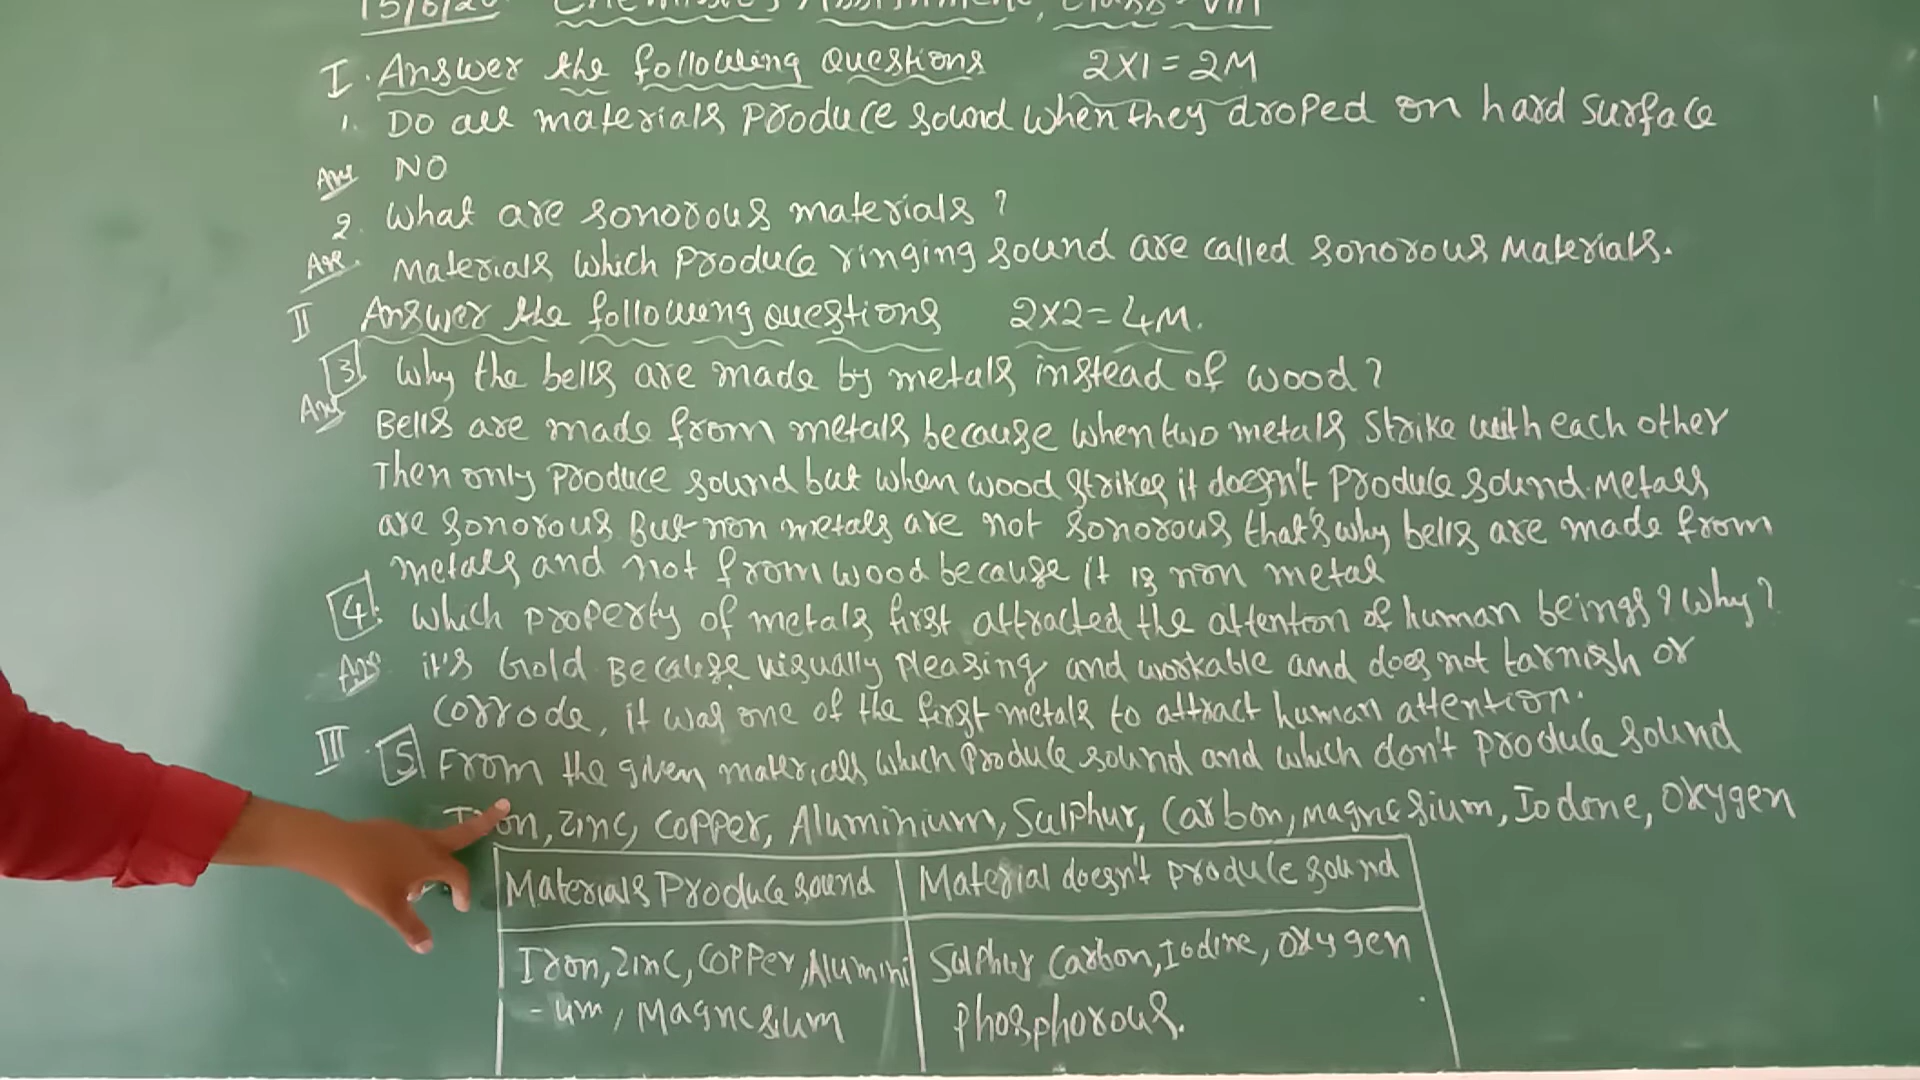 15/6/20 Chemistry Assignment, Class-VIII
I. Answer the following Questions 2X1 = 2M
1. Do all materials produce sound when they droped on hard surface
Ans NO
2. What are sonorous materials?
Ans. Materials which produce ringing sound are called sonorous Materials.
II Answer the following questions 2x2=4M.
3 Why the bells are made by metals instead of wood?
Ans
Bells are made from metals because when two metals strike with each other
Then only produce sound but when wood strikes it doesn't produce sound. Metals
are sonorous But non metals are not sonorous that's why bells are made from
metals and not from wood because it is non metal
4. Which property of metals first attracted the attention of human beings? Why?
Ans it's Gold Because visually pleasing and workable and does not tarnish or
corrode, it was one of the first metals to attract human attention.
III. 5 From the given materials which produce sound and which don't produce sound
Iron, zinc, copper, Aluminium, Sulphur, Carbon, magnesium, Iodine, Oxygen
Materials Produce sound Material doesn't produce sound
Iron, zinc, copper, Alumini Sulphur Carbon, Iodine, Oxygen
-um, Magnesium Phosphorous.